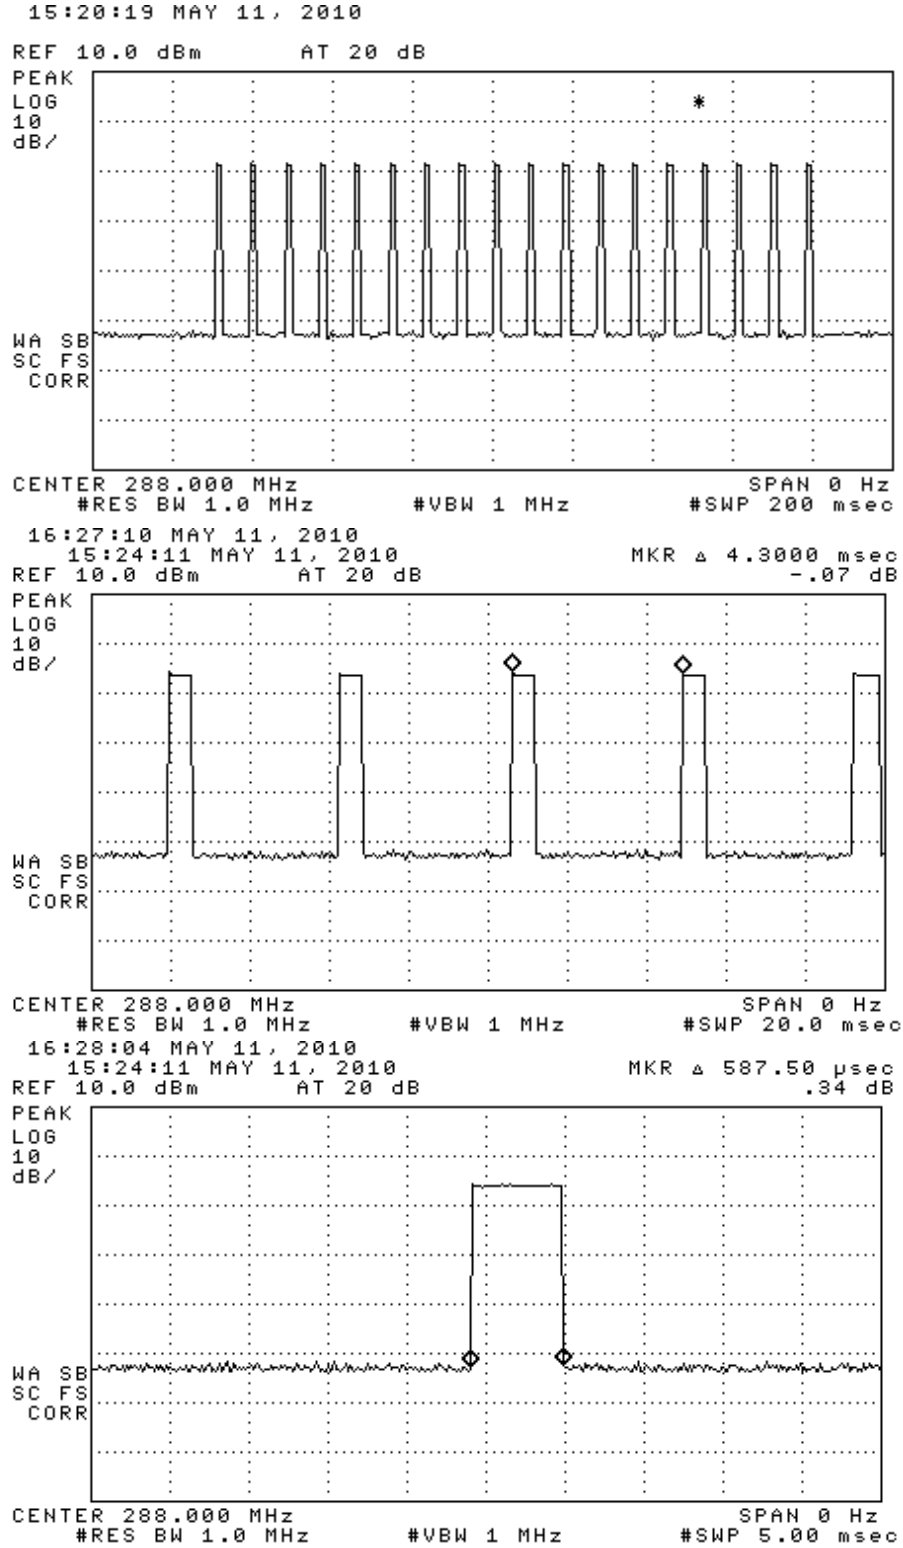 15:20:19 MAY 11, 2010
REF 10.0 dBm AT 20 dB
PEAK
LOG
10
dB/
*
WA SB
SC FS
CORR
CENTER 288.000 MHz SPAN 0 Hz
#RES BW 1.0 MHz #VBW 1 MHz #SWP 200 msec
16:27:10 MAY 11, 2010
15:24:11 MAY 11, 2010 MKR Δ 4.3000 msec
REF 10.0 dBm AT 20 dB -.07 dB
PEAK
LOG
10
dB/
WA SB
SC FS
CORR
CENTER 288.000 MHz SPAN 0 Hz
#RES BW 1.0 MHz #VBW 1 MHz #SWP 20.0 msec
16:28:04 MAY 11, 2010
15:24:11 MAY 11, 2010 MKR Δ 587.50 µsec
REF 10.0 dBm AT 20 dB .34 dB
PEAK
LOG
10
dB/
WA SB
SC FS
CORR
CENTER 288.000 MHz SPAN 0 Hz
#RES BW 1.0 MHz #VBW 1 MHz #SWP 5.00 msec